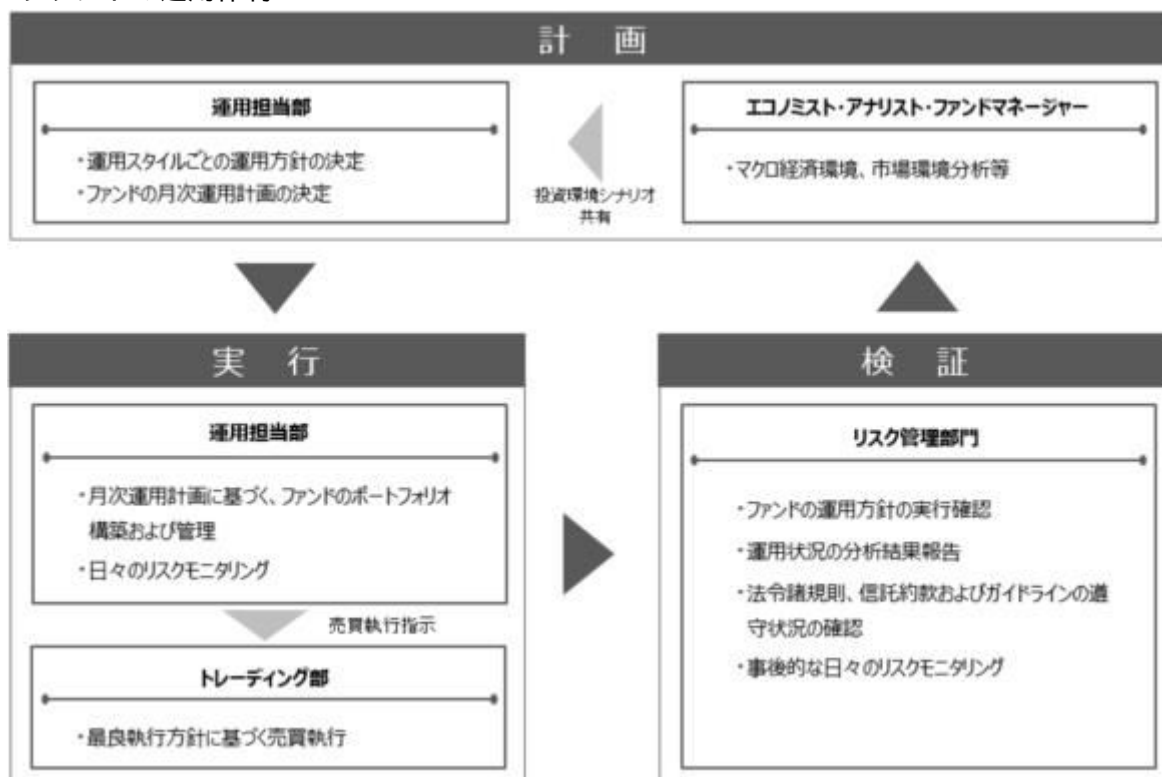 計 画
運用担当部
・運用スタイルごとの運用方針の決定
・ファンドの月次運用計画の決定
投資環境シナリオ
共有
エコノミスト・アナリスト・ファンドマネージャー
・マクロ経済環境、市場環境分析等
実 行
運用担当部
・月次運用計画に基づく、ファンドのポートフォリオ
構築および管理
・日々のリスクモニタリング
売買執行指示
トレーディング部
・最良執行方針に基づく売買執行
検 証
リスク管理部門
・ファンドの運用方針の実行確認
・運用状況の分析結果報告
・法令諸規則、信託約款およびガイドラインの遵
守状況の確認
・事後的な日々のリスクモニタリング